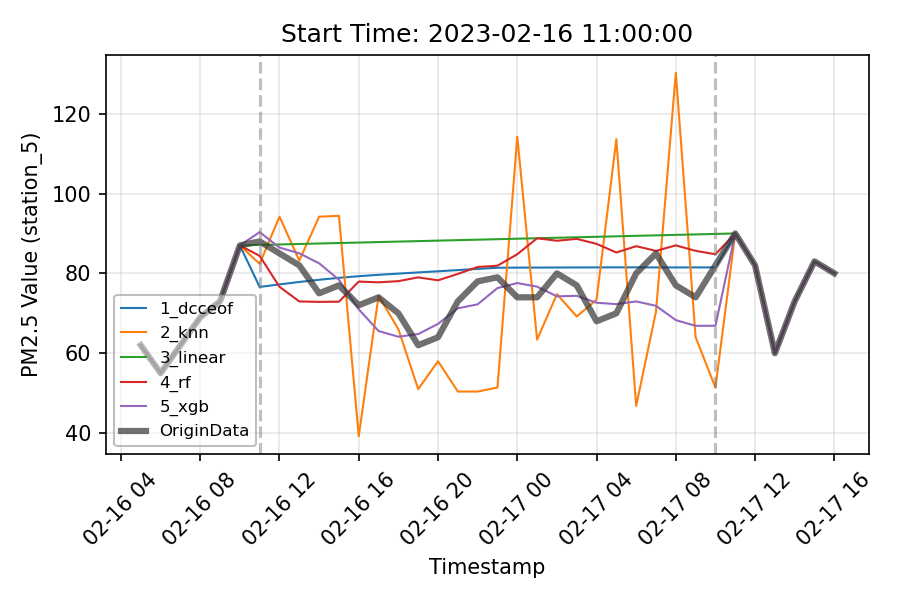 Start Time: 2023-02-16 11:00:00
PM2.5 Value (station_5)
120
100
80
60
40
1_dcceof
2_knn
3_linear
4_rf
5_xgb
OriginData
02-16 04
02-16 08
02-16 12
02-16 16
02-16 20
02-17 00
02-17 04
02-17 08
02-17 12
02-17 16
Timestamp